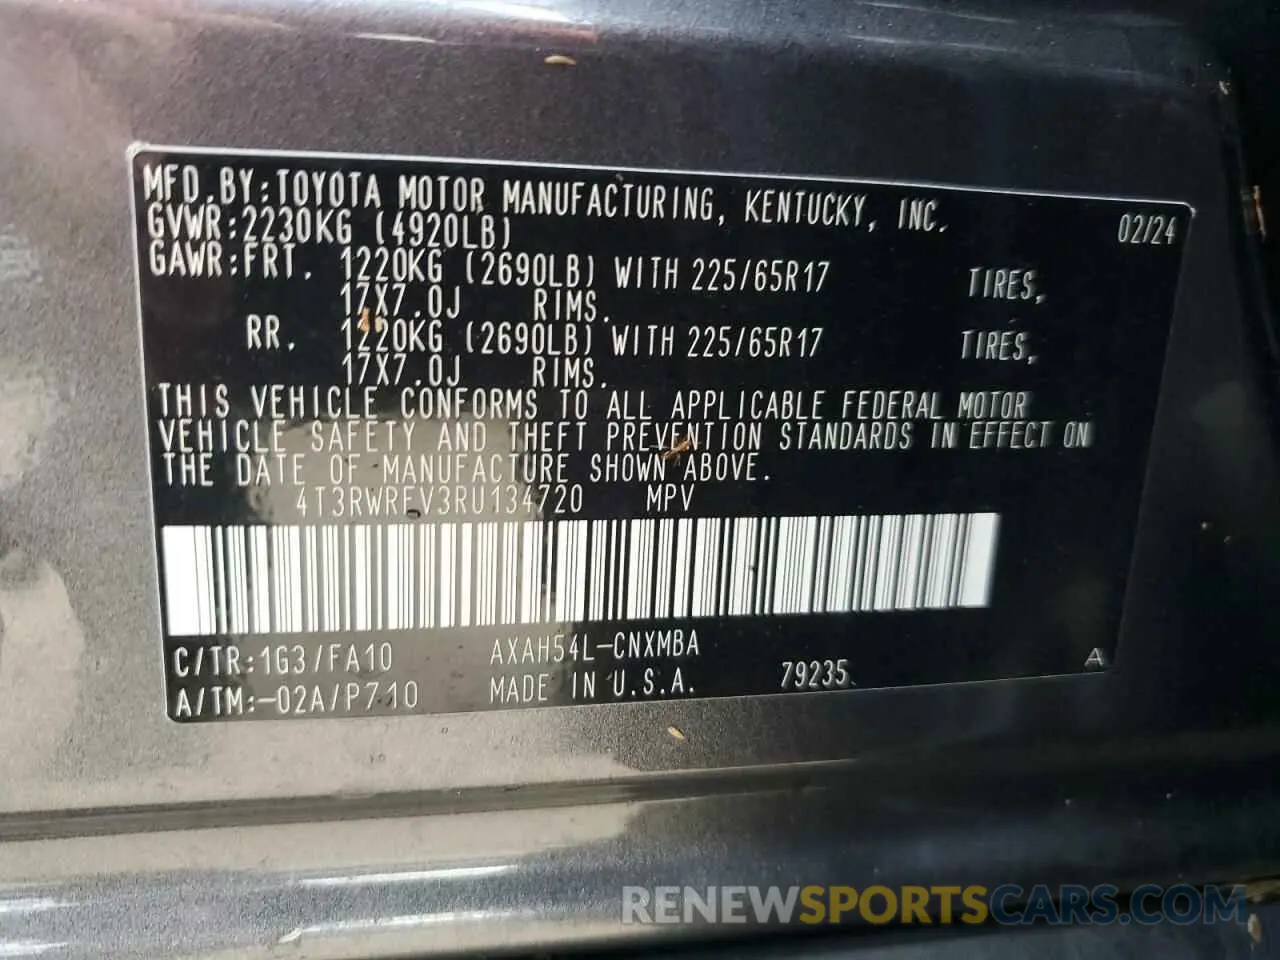 MFD.BY:TOYOTA MOTOR MANUFACTURING, KENTUCKY, INC. 02/24
GVWR:2230KG (4920LB)
GAWR:FRT. 1220KG (2690LB) WITH 225/65R17 TIRES,
17X7.0J RIMS.
RR. 1220KG (2690LB) WITH 225/65R17 TIRES,
17X7.0J RIMS.
THIS VEHICLE CONFORMS TO ALL APPLICABLE FEDERAL MOTOR
VEHICLE SAFETY AND THEFT PREVENTION STANDARDS IN EFFECT ON
THE DATE OF MANUFACTURE SHOWN ABOVE.
4T3RWRFV3RU134720 MPV
C/TR:1G3/FA10 AXAH54L-CNXMBA
A/TM:-02A/P710 MADE IN U.S.A. 79235 A
RENEWSPORTSCARS.COM